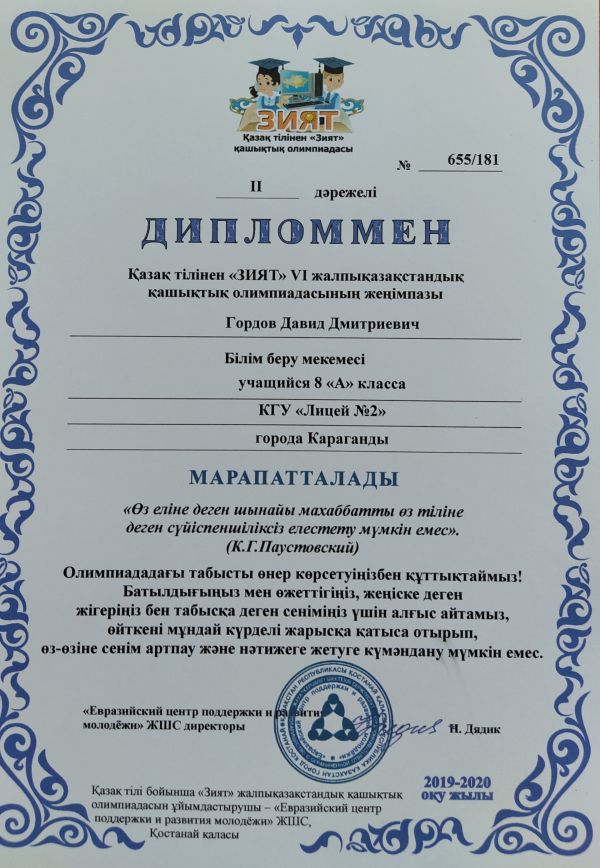 ЗИЯТ
Қазақ тілінен «Зият»
қашықтық олимпиадасы
№ 655/181
II дәрежелі
ДИПЛОММЕН
Қазақ тілінен «ЗИЯТ» VI жалпықазақстандық
қашықтық олимпиадасының жеңімпазы
Гордов Давид Дмитриевич
Білім беру мекемесі
учащийся 8 «А» класса
КГУ «Лицей №2»
города Караганды
МАРАПАТТАЛАДЫ
«Өз еліне деген шынайы махаббатты өз тіліне
деген сүйіспеншіліксіз елестету мүмкін емес».
(К.Г.Паустовский)
Олимпиададағы табысты өнер көрсетуіңізбен құттықтаймыз!
Батылдығыңыз мен өжеттігіңіз, жеңіске деген
жігеріңіз бен табысқа деген сеніміңіз үшін алғыс айтамыз,
өйткені мұндай күрделі жарысқа қатыса отырып,
өз-өзіне сенім артпау және нәтижеге жетуге күмәндану мүмкін емес.
«Евразийский центр поддержки и развития
молодёжи» ЖШС директоры
Н. Дядик
2019-2020
оқу жылы
Қазақ тілі бойынша «Зият» жалпықазақстандық қашықтық
олимпиадасын ұйымдастырушы – «Евразийский центр
поддержки и развития молодёжи» ЖШС,
Қостанай қаласы